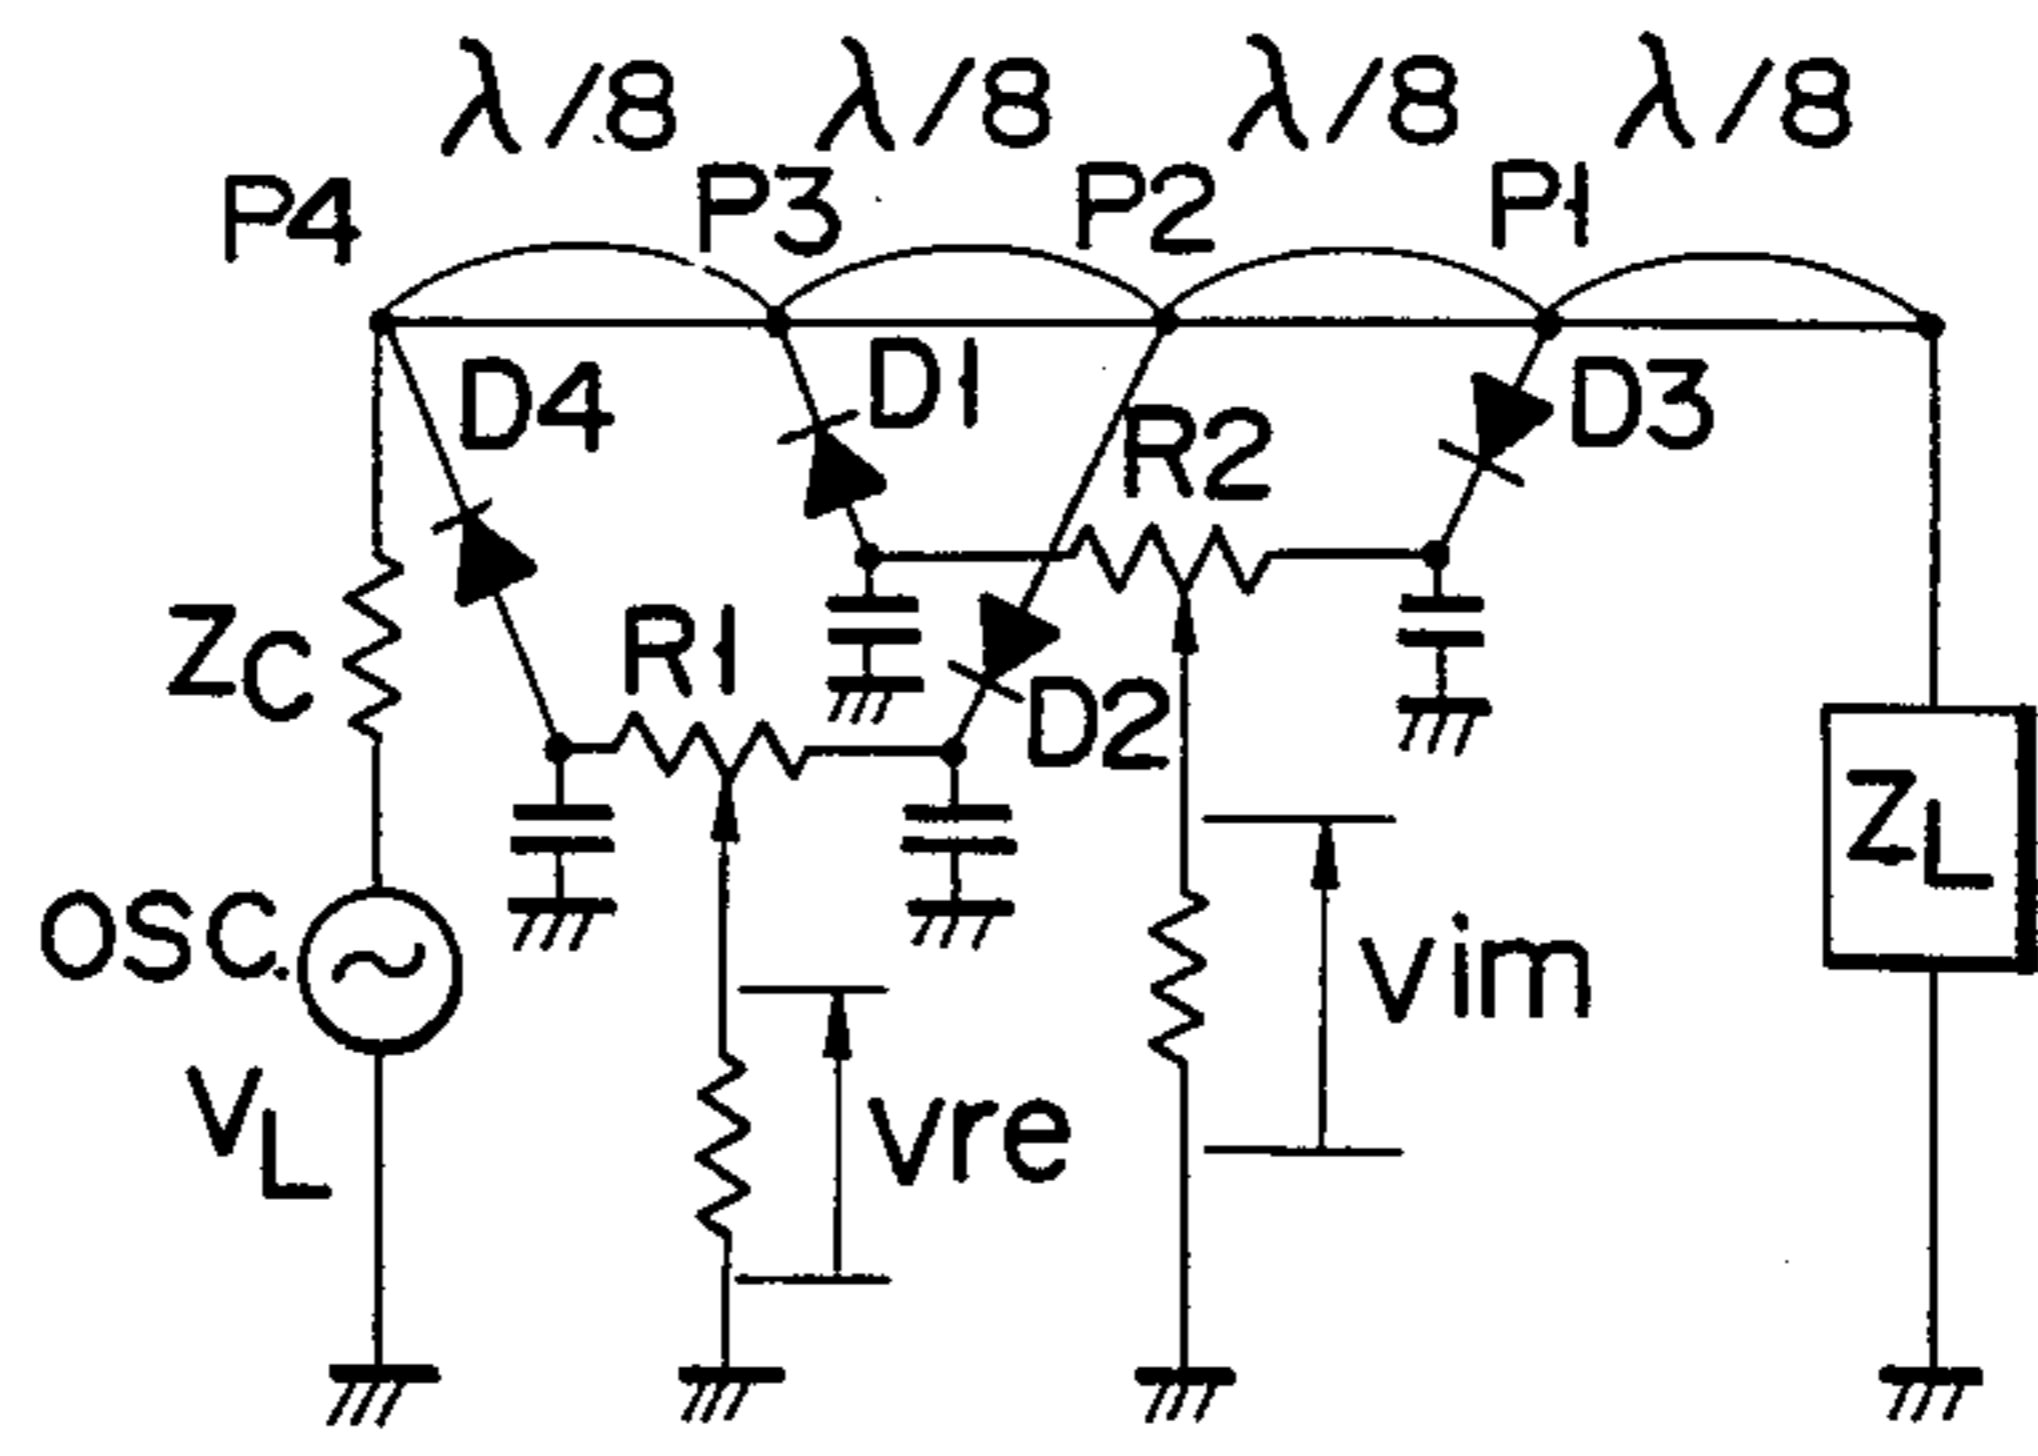 λ/8 λ/8 λ/8 λ/8
P4 P3 P2 P1
D4 D1 R2 D3
ZC R1 D2
ZL
OSC. Vim
VL Vre